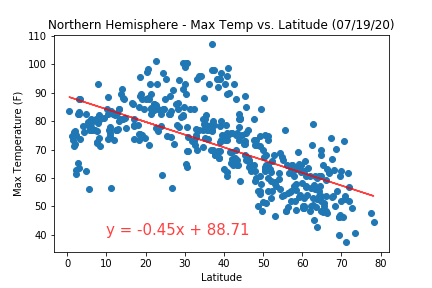 Northern Hemisphere - Max Temp vs. Latitude (07/19/20)
110
100
90
80
70
60
50
40
Max Temperature (F)
y = -0.45x + 88.71
0 10 20 30 40 50 60 70 80
Latitude